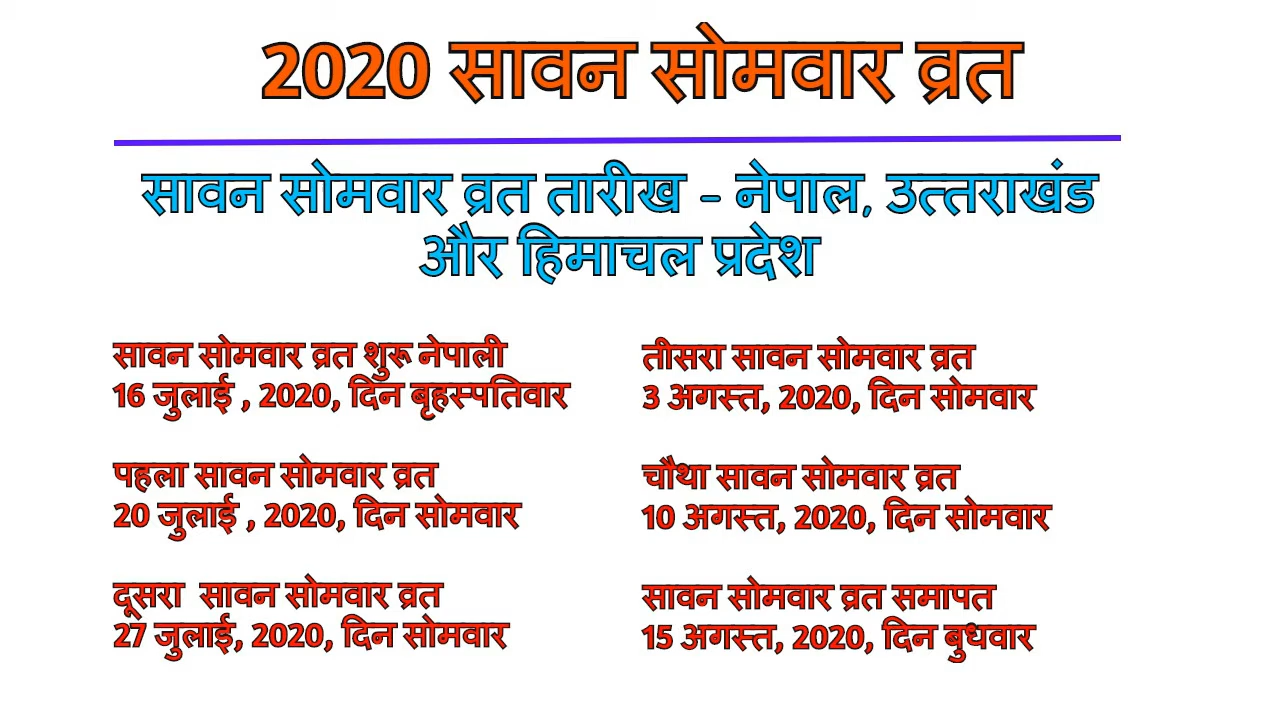 2020 सावन सोमवार व्रत
सावन सोमवार व्रत तारीख - नेपाल, उत्तराखंड
और हिमाचल प्रदेश
सावन सोमवार व्रत शुरू नेपाली
16 जुलाई , 2020, दिन बृहस्पतिवार
पहला सावन सोमवार व्रत
20 जुलाई , 2020, दिन सोमवार
दूसरा सावन सोमवार व्रत
27 जुलाई, 2020, दिन सोमवार
तीसरा सावन सोमवार व्रत
3 अगस्त, 2020, दिन सोमवार
चौथा सावन सोमवार व्रत
10 अगस्त, 2020, दिन सोमवार
सावन सोमवार व्रत समापत
15 अगस्त, 2020, दिन बुधवार